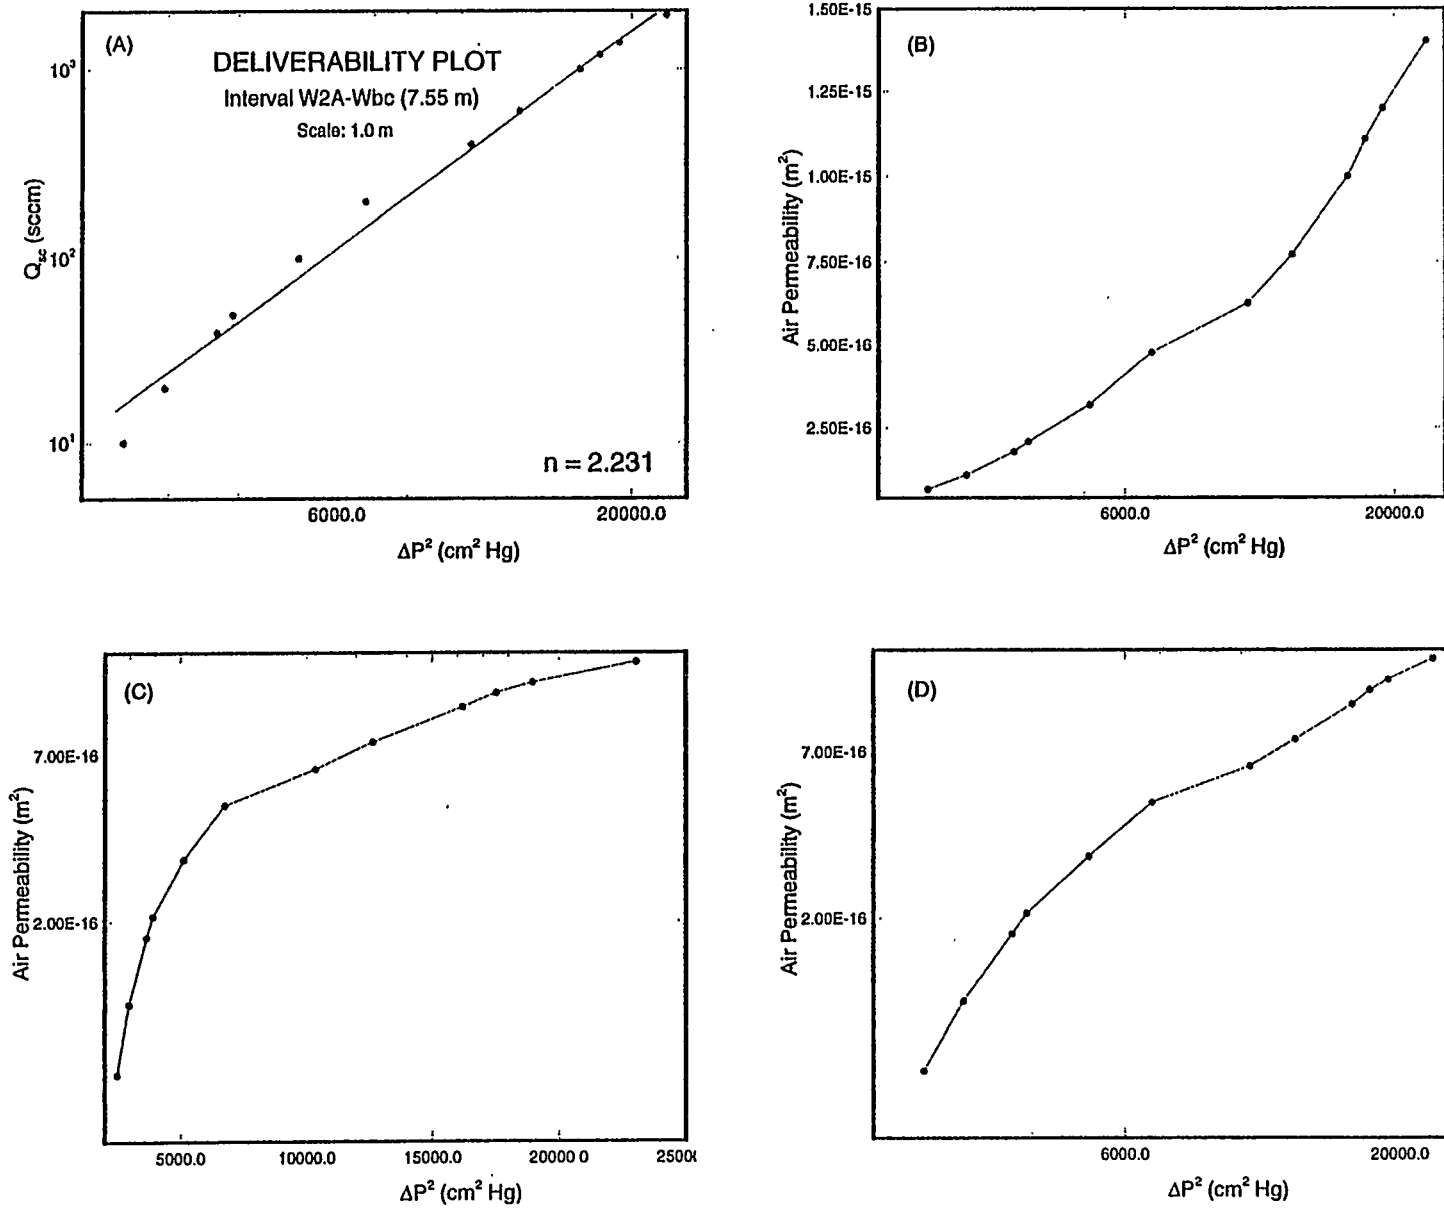 (A)
DELIVERABILITY PLOT
Interval W2A-Wbc (7.55 m)
Scale: 1.0 m
Q_sc (sccm)
10³
10²
10¹
n = 2.231
6000.0 20000.0
ΔP² (cm² Hg)
(B)
Air Permeability (m²)
1.50E-15
1.25E-15
1.00E-15
7.50E-16
5.00E-16
2.50E-16
6000.0 20000.0
ΔP² (cm² Hg)
(C)
Air Permeability (m²)
7.00E-16
2.00E-16
5000.0 10000.0 15000.0 20000.0 2500
ΔP² (cm² Hg)
(D)
Air Permeability (m²)
7.00E-16
2.00E-16
6000.0 20000.0
ΔP² (cm² Hg)